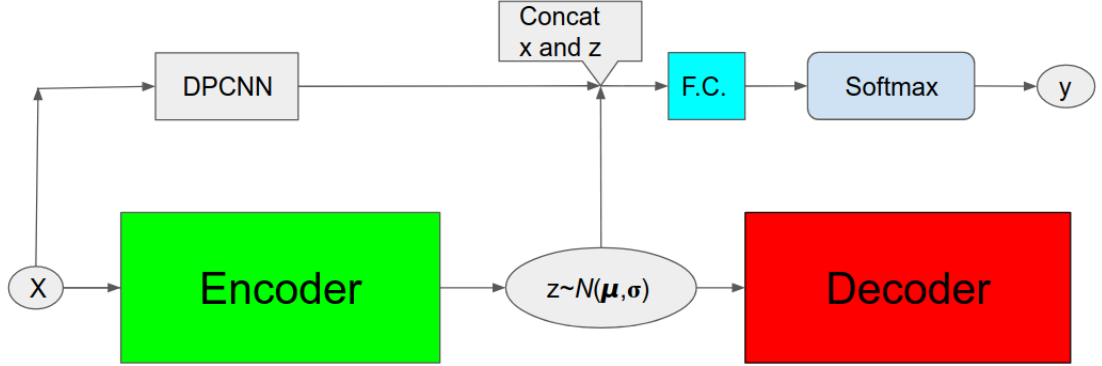 Concat
x and z
DPCNN
F.C.
Softmax
y
X
Encoder
z~N(μ,σ)
Decoder